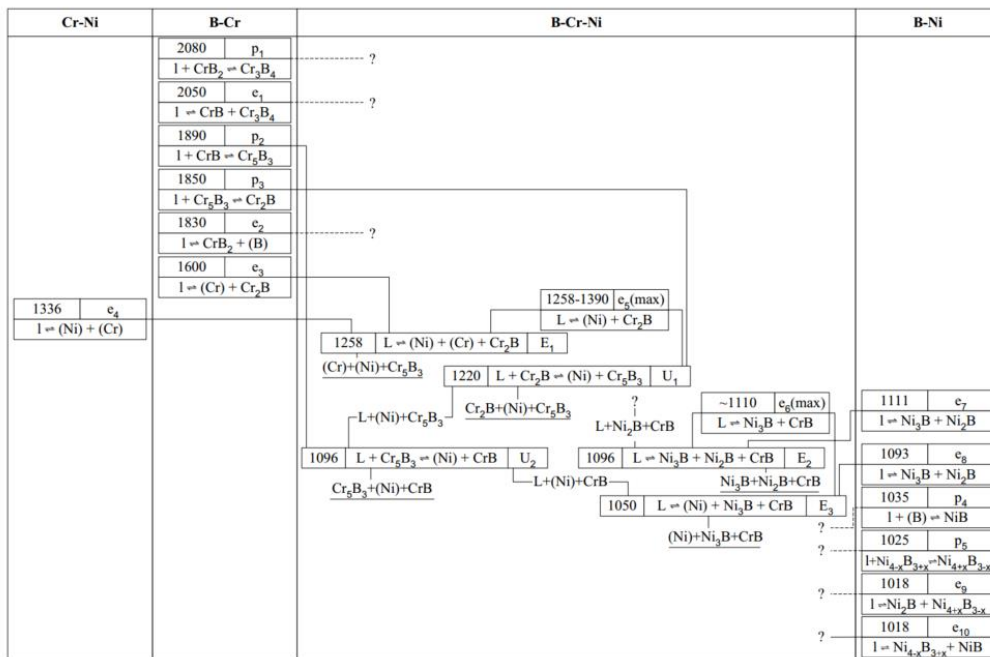 Cr-Ni
B-Cr
B-Cr-Ni
B-Ni
2080 p₁
l + CrB₂ ⇌ Cr₃B₄
?
2050 e₁
l ⇌ CrB + Cr₃B₄
?
1890 p₂
l + CrB ⇌ Cr₅B₃
1850 p₃
l + Cr₅B₃ ⇌ Cr₂B
1830 e₂
l ⇌ CrB₂ + (B)
?
1600 e₃
l ⇌ (Cr) + Cr₂B
1336 e₄
l ⇌ (Ni) + (Cr)
1258-1390 e₅(max)
L ⇌ (Ni) + Cr₂B
1258 L ⇌ (Ni) + (Cr) + Cr₂B E₁
(Cr)+(Ni)+Cr₅B₃
1220 L + Cr₂B ⇌ (Ni) + Cr₅B₃ U₁
L+(Ni)+Cr₅B₃
Cr₂B+(Ni)+Cr₅B₃
?
L+Ni₂B+CrB
~1110 e₆(max)
L ⇌ Ni₃B + CrB
1111 e₇
l ⇌ Ni₃B + Ni₂B
1096 L + Cr₅B₃ ⇌ (Ni) + CrB U₂
Cr₅B₃+(Ni)+CrB
L+(Ni)+CrB
1096 L ⇌ Ni₃B + Ni₂B + CrB E₂
Ni₃B+Ni₂B+CrB
1093 e₈
l ⇌ Ni₃B + Ni₂B
1050 L ⇌ (Ni) + Ni₃B + CrB E₃
(Ni)+Ni₃B+CrB
?
1035 p₄
l + (B) ⇌ NiB
?
1025 p₅
l+Ni₄₋ₓB₃₊ₓ⇌Ni₄₊ₓB₃₋ₓ
?
1018 e₉
l⇌Ni₂B + Ni₄₊ₓB₃₋ₓ
?
1018 e₁₀
l⇌ Ni₄₋ₓB₃₊ₓ+ NiB